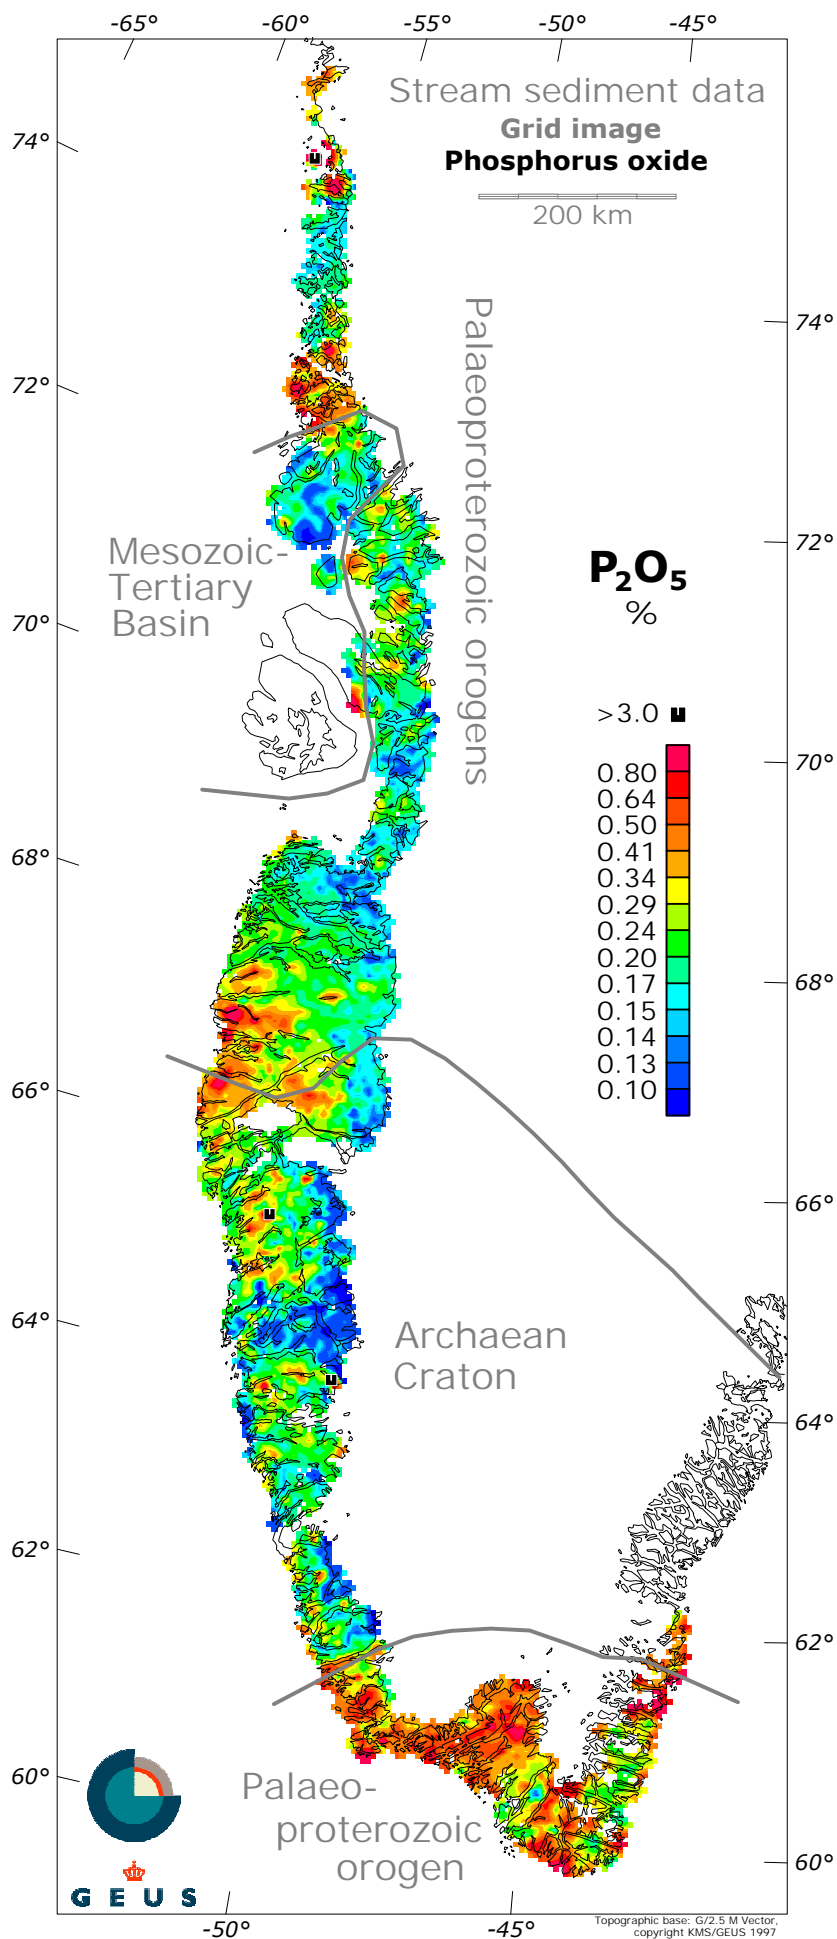 -65° -60° -55° -50° -45°
Stream sediment data
Grid image
Phosphorus oxide
200 km
74°
72°
70°
68°
66°
64°
62°
60°
74°
72°
70°
68°
66°
64°
62°
60°
Palaeoproterozoic orogens
Mesozoic-
Tertiary
Basin
P2O5
%
>3.0
0.80
0.64
0.50
0.41
0.34
0.29
0.24
0.20
0.17
0.15
0.14
0.13
0.10
Archaean
Craton
Palaeo-
proterozoic
orogen
G E U S
-50° -45°
Topographic base: G/2.5 M Vector,
copyright KMS/GEUS 1997